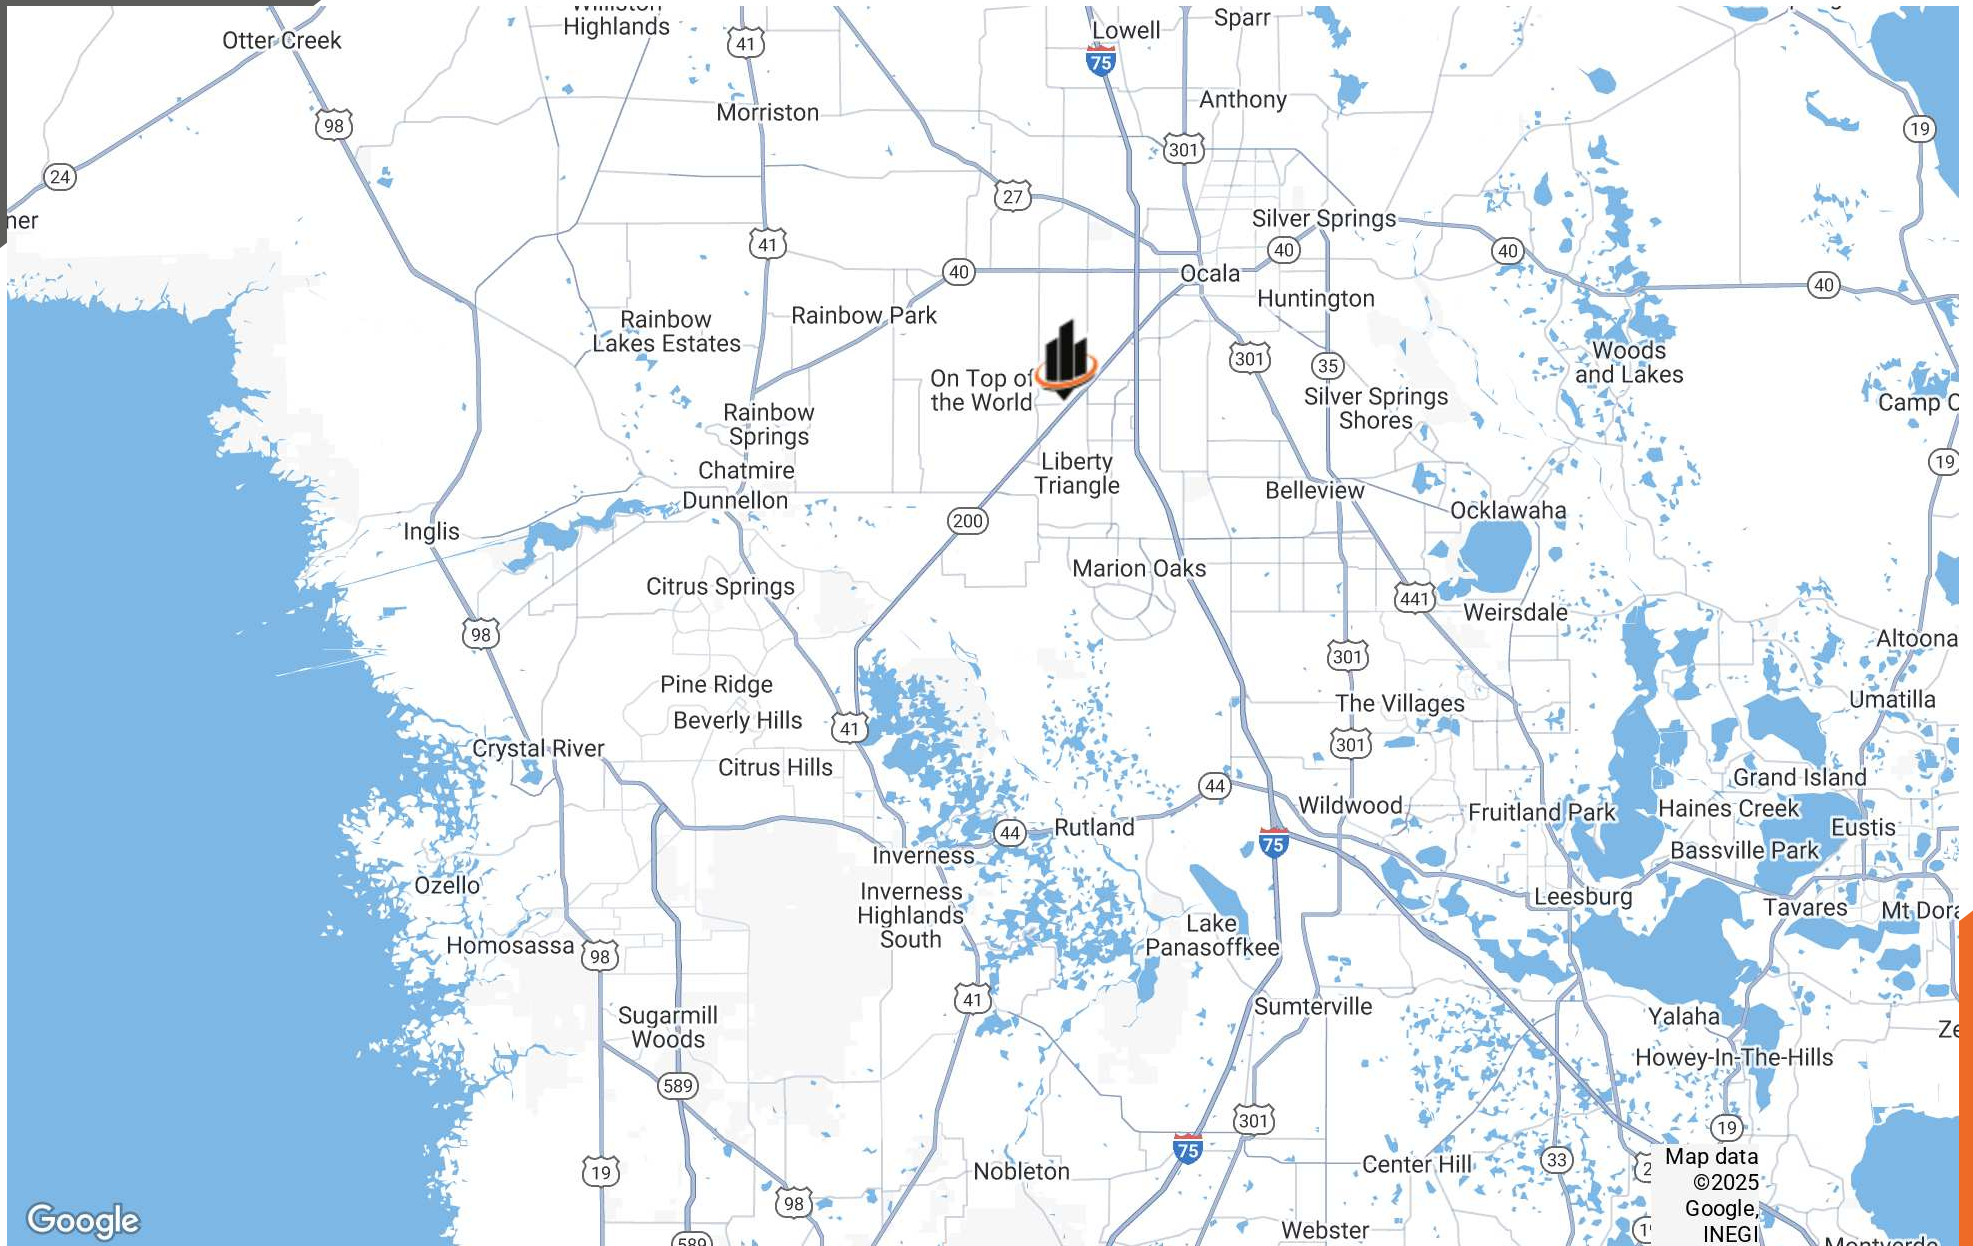 Williston
Highlands
Otter Creek
41
Lowell
Sparr
75
98
Morriston
Anthony
19
24
301
27
ner
Silver Springs
41
40
40
40
Ocala
40
Huntington
Rainbow
Lakes Estates
Rainbow Park
301
35
Woods
and Lakes
On Top of
the World
Silver Springs
Shores
Camp C
Rainbow
Springs
Chatmire
Liberty
Triangle
19
Dunnellon
Belleview
Ocklawaha
200
Inglis
Marion Oaks
Citrus Springs
441
Weirsdale
98
Altoona
301
Pine Ridge
The Villages
Umatilla
Beverly Hills
41
301
Crystal River
Citrus Hills
Grand Island
44
Wildwood
Haines Creek
Fruitland Park
44
Rutland
Eustis
75
Inverness
Bassville Park
Ozello
Inverness
Highlands
South
Leesburg
Tavares
Mt Dora
Lake
Panasoffkee
Homosassa
98
41
Sumterville
Sugarmill
Woods
Yalaha
Ze
Howey-In-The-Hills
589
301
19
75
33
Center Hill
Nobleton
19
98
2
Webster
589
19
Google
Map data
©2025
Google,
INEGI